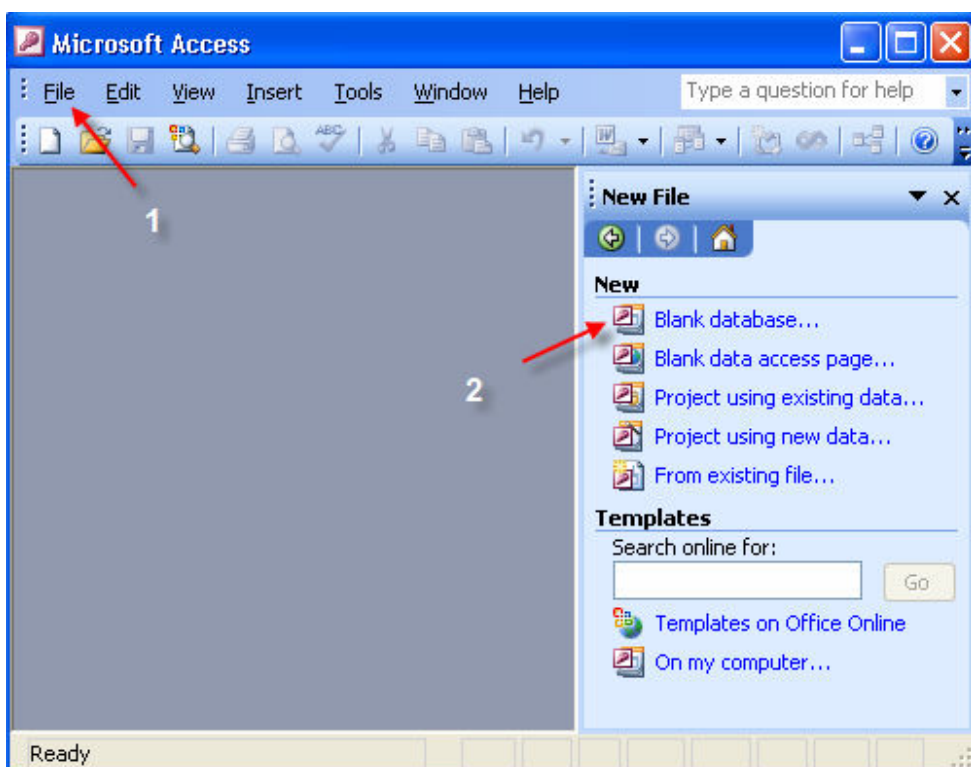 Microsoft Access
File Edit View Insert Tools Window Help Type a question for help
ABC W
1
New File
New
Blank database...
2
Blank data access page...
Project using existing data...
Project using new data...
From existing file...
Templates
Search online for:
Go
Templates on Office Online
On my computer...
Ready